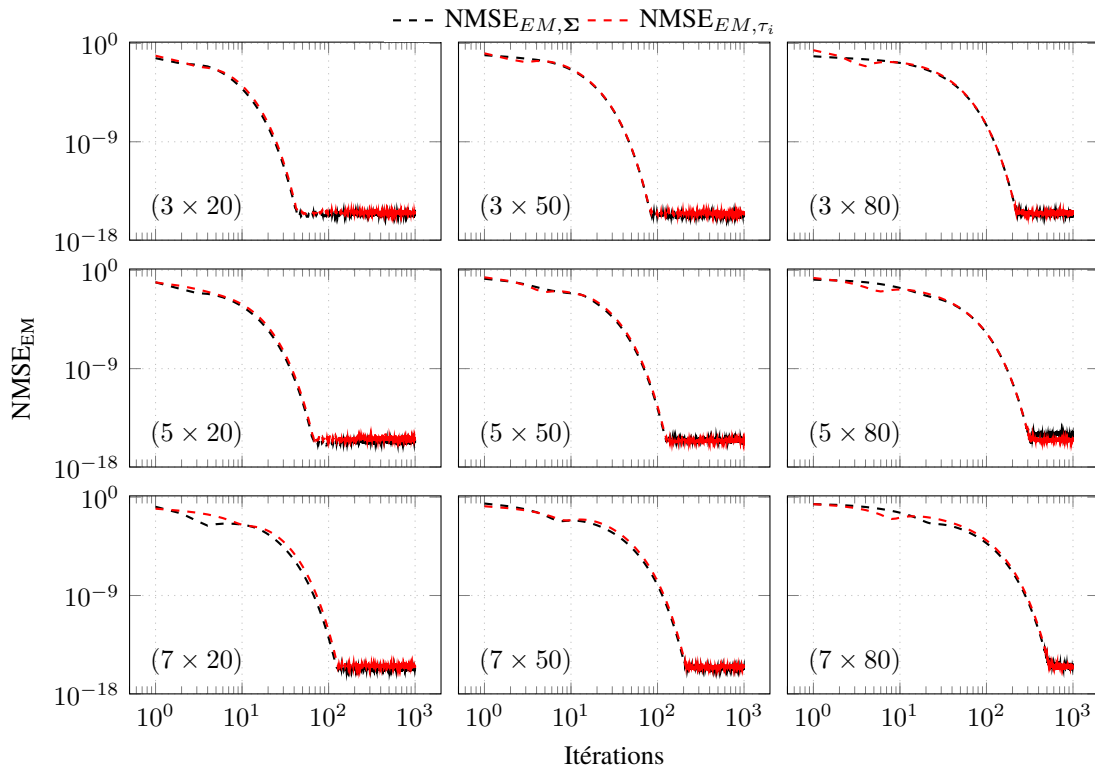 NMSE_{EM,Σ} NMSE_{EM,τ_i}
10^0
10^{-9}
10^{-18}
(3 × 20) (3 × 50) (3 × 80)
10^0
10^{-9}
10^{-18}
(5 × 20) (5 × 50) (5 × 80)
10^0
10^{-9}
10^{-18}
(7 × 20) (7 × 50) (7 × 80)
10^0 10^1 10^2 10^3 10^0 10^1 10^2 10^3 10^0 10^1 10^2 10^3
NMSE_{EM}
Itérations